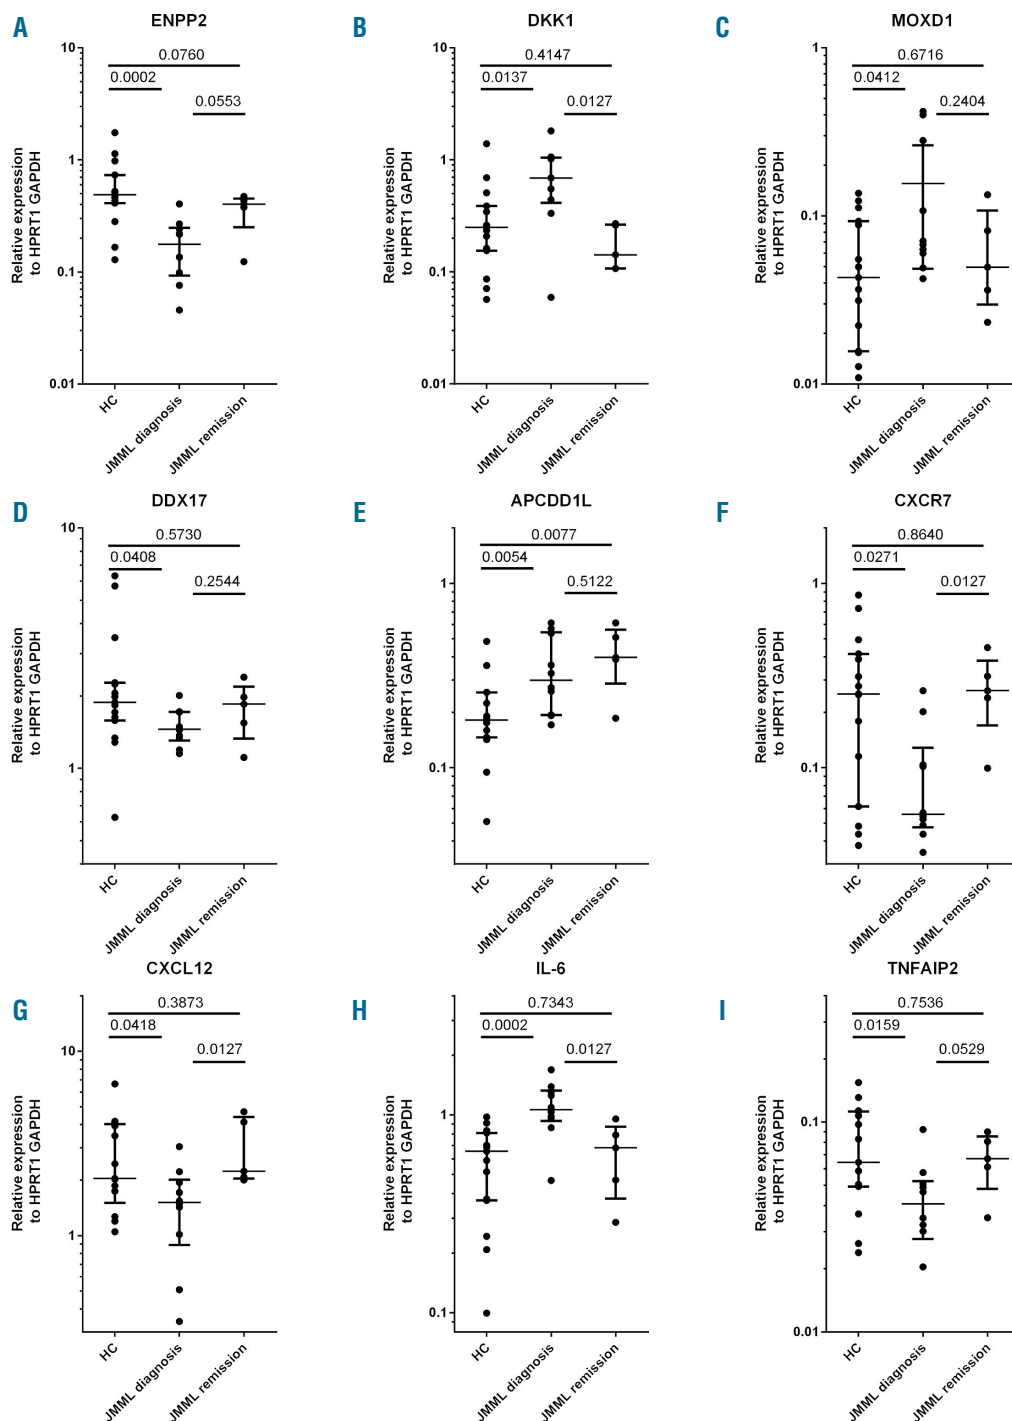 A
ENPP2
Relative expression
to HPRT1 GAPDH
10
1
0.1
0.01
0.0760
0.0002
0.0553
HC
JMML diagnosis
JMML remission
B
DKK1
Relative expression
to HPRT1 GAPDH
10
1
0.1
0.01
0.4147
0.0137
0.0127
HC
JMML diagnosis
JMML remission
C
MOXD1
Relative expression
to HPRT1 GAPDH
1
0.1
0.01
0.6716
0.0412
0.2404
HC
JMML diagnosis
JMML remission
D
DDX17
Relative expression
to HPRT1 GAPDH
10
1
0.5730
0.0408
0.2544
HC
JMML diagnosis
JMML remission
E
APCDD1L
Relative expression
to HPRT1 GAPDH
1
0.1
0.0077
0.0054
0.5122
HC
JMML diagnosis
JMML remission
F
CXCR7
Relative expression
to HPRT1 GAPDH
1
0.1
0.8640
0.0271
0.0127
HC
JMML diagnosis
JMML remission
G
CXCL12
Relative expression
to HPRT1 GAPDH
10
1
0.3873
0.0418
0.0127
HC
JMML diagnosis
JMML remission
H
IL-6
Relative expression
to HPRT1 GAPDH
1
0.1
0.7343
0.0002
0.0127
HC
JMML diagnosis
JMML remission
I
TNFAIP2
Relative expression
to HPRT1 GAPDH
0.1
0.01
0.7536
0.0159
0.0529
HC
JMML diagnosis
JMML remission